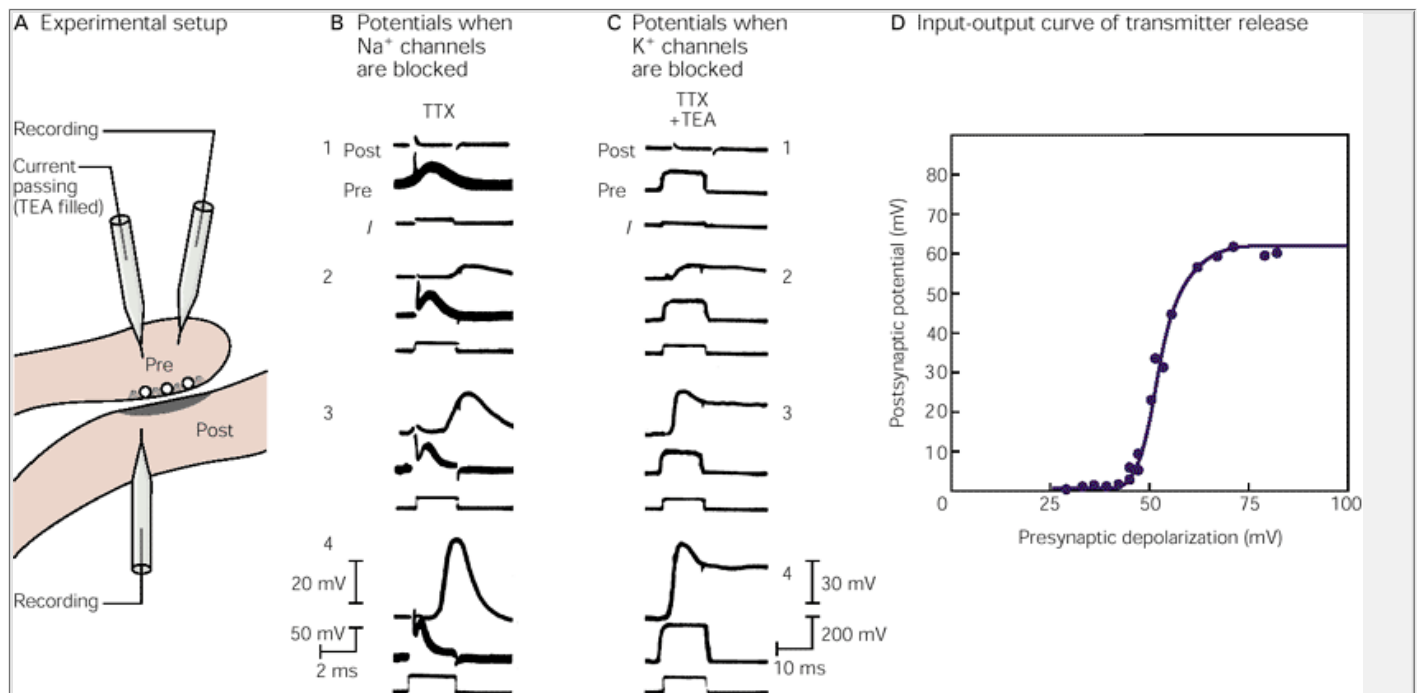 A Experimental setup
Recording
Current
passing
(TEA filled)
Pre
Post
Recording
B Potentials when
Na⁺ channels
are blocked
TTX
1 Post
Pre
I
2
3
4
20 mV
50 mV
2 ms
C Potentials when
K⁺ channels
are blocked
TTX
+TEA
Post 1
Pre
I
2
3
4 30 mV
200 mV
10 ms
D Input-output curve of transmitter release
Postsynaptic potential (mV)
80
70
60
50
40
30
20
10
0 25 50 75 100
Presynaptic depolarization (mV)